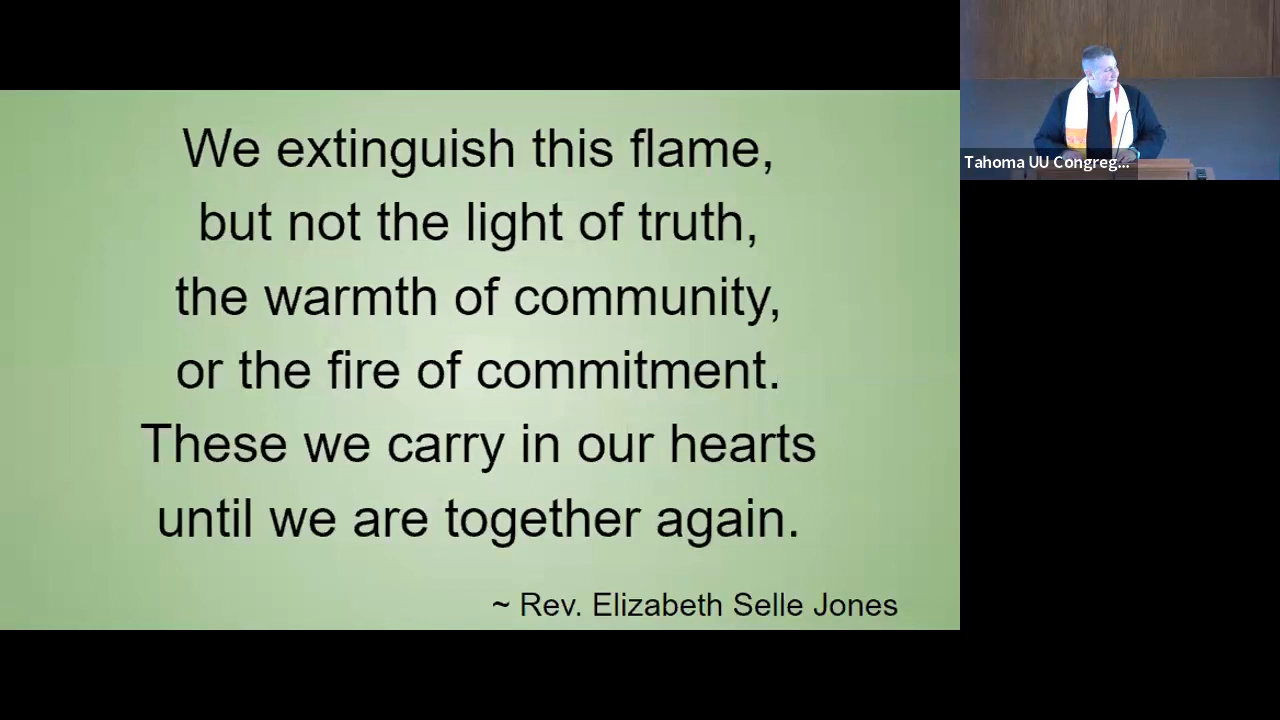 We extinguish this flame,
but not the light of truth,
the warmth of community,
or the fire of commitment.
These we carry in our hearts
until we are together again.
~ Rev. Elizabeth Selle Jones
Tahoma UU Congreg...